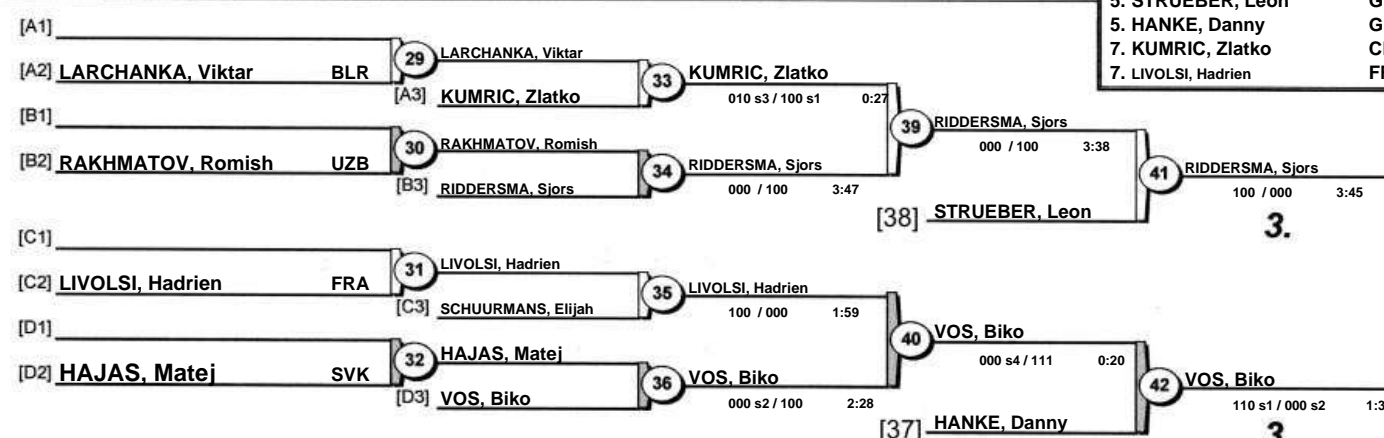 5. STRUEBER, Leon G
5. HANKE, Danny G
7. KUMRIC, Zlatko
7. LIVOLSI, Hadrien
[A1]
[A2] LARCHANKA, Viktar BLR
29
LARCHANKA, Viktar
[A3] KUMRIC, Zlatko
33
KUMRIC, Zlatko
010 s3 / 100 s1 0:27
[B1]
[B2] RAKHMATOV, Romish UZB
30
RAKHMATOV, Romish
[B3] RIDDERSMA, Sjors
34
RIDDERSMA, Sjors
000 / 100 3:47
39
RIDDERSMA, Sjors
000 / 100 3:38
[38] STRUEBER, Leon
41
RIDDERSMA, Sjors
100 / 000 3:45
3.
[C1]
[C2] LIVOLSI, Hadrien FRA
31
LIVOLSI, Hadrien
[C3] SCHUURMANS, Elijah
35
LIVOLSI, Hadrien
100 / 000 1:59
[D1]
[D2] HAJAS, Matej SVK
32
HAJAS, Matej
[D3] VOS, Biko
36
VOS, Biko
000 s2 / 100 2:28
40
VOS, Biko
000 s4 / 111 0:20
[37] HANKE, Danny
42
VOS, Biko
110 s1 / 000 s2 1:3
3